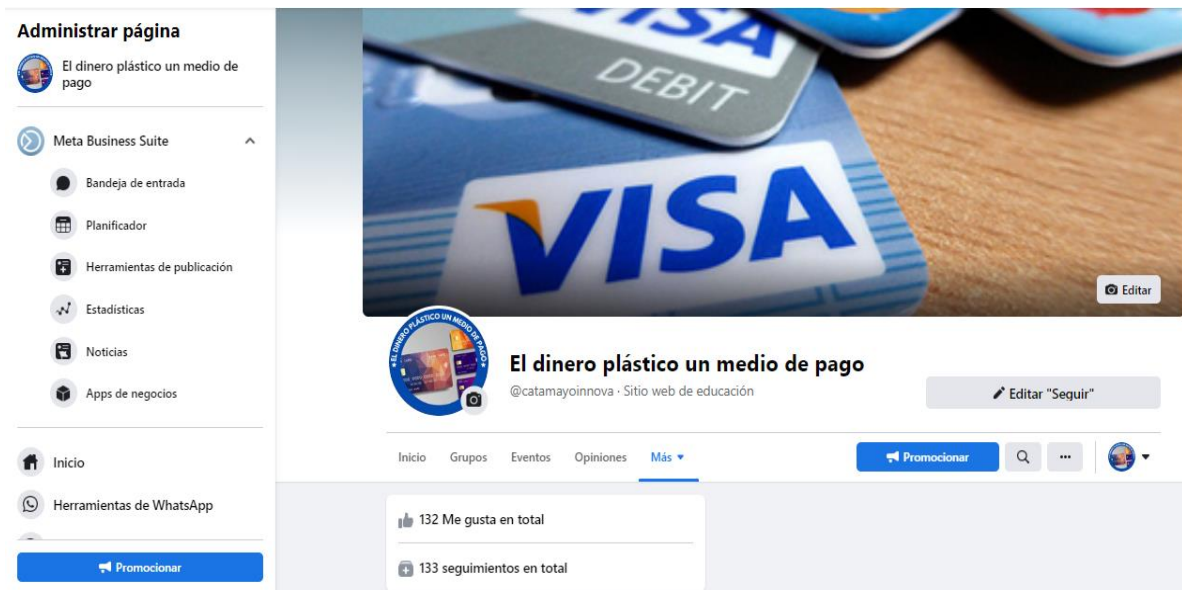 Administrar página
El dinero plástico un medio de
pago
Meta Business Suite
Bandeja de entrada
Planificador
Herramientas de publicación
Estadísticas
Noticias
Apps de negocios
Inicio
Herramientas de WhatsApp
Promocionar
VISA
DEBIT
VISA
Editar
EL DINERO PLÁSTICO UN MEDIO DE PAGO
El dinero plástico un medio de pago
@catamayoinnova · Sitio web de educación
Editar "Seguir"
Inicio Grupos Eventos Opiniones Más
Promocionar
132 Me gusta en total
133 seguimientos en total